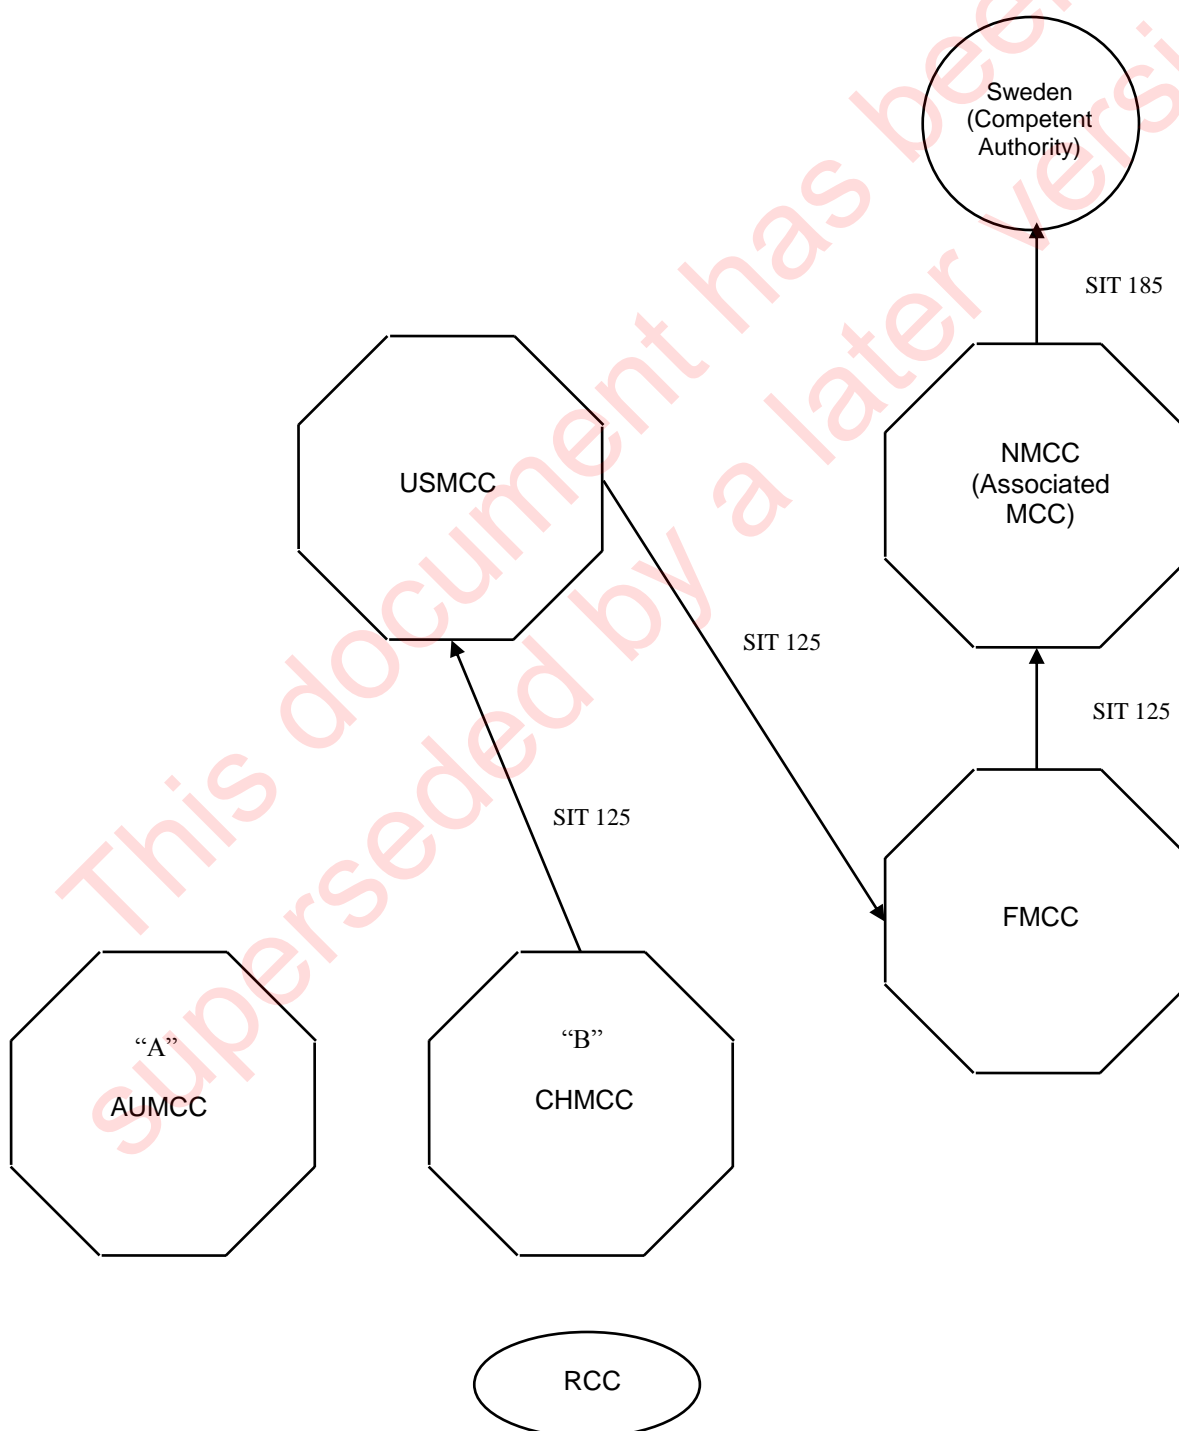 Sweden
(Competent
Authority)
SIT 185
NMCC
(Associated
MCC)
USMCC
SIT 125
SIT 125
SIT 125
FMCC
“A”
AUMCC
“B”
CHMCC
RCC
This document has been
superseded by a later